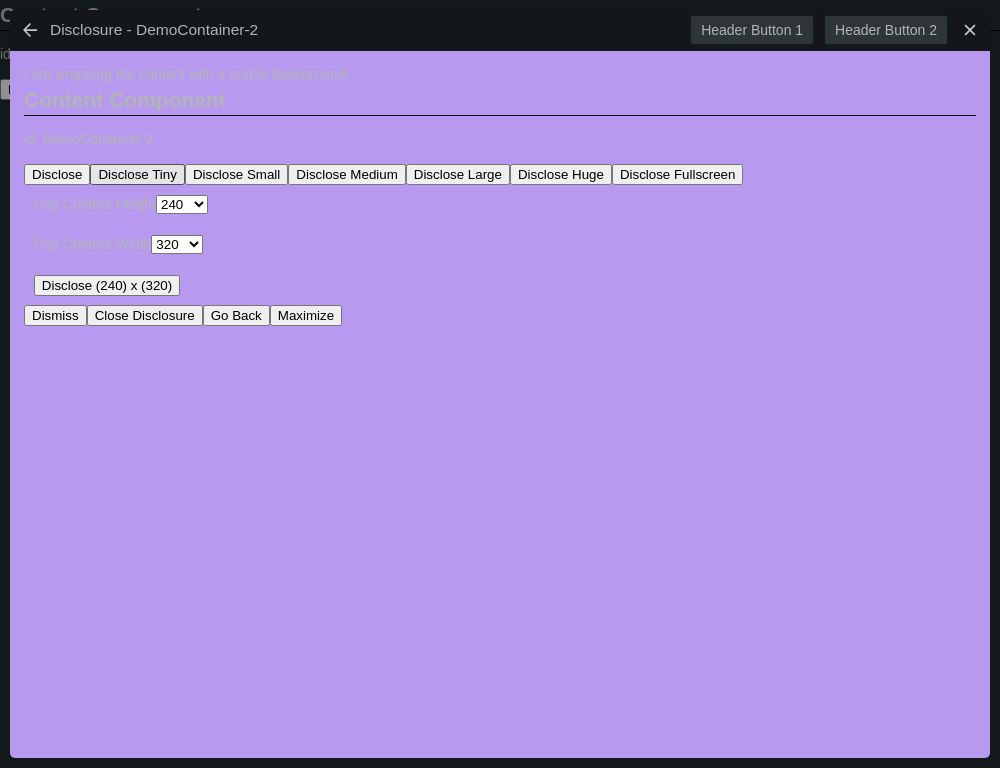 Disclosure - DemoContainer-2
Header Button 1
Header Button 2
id
I am wrapping the content with a purple background!
Content Component
id: DemoContainer-2
Disclose Disclose Tiny Disclose Small Disclose Medium Disclose Large Disclose Huge Disclose Fullscreen
Pop Content Height 240
Pop Content Width 320
Disclose (240) x (320)
Dismiss Close Disclosure Go Back Maximize